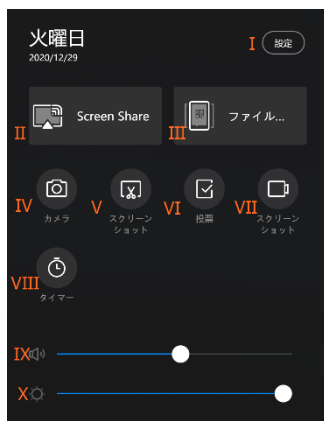 火曜日
2020/12/29
I 設定
II Screen Share
III ファイル...
IV カメラ
V スクリーン
ショット
VI 投票
VII スクリーン
ショット
VIII タイマー
IX
X